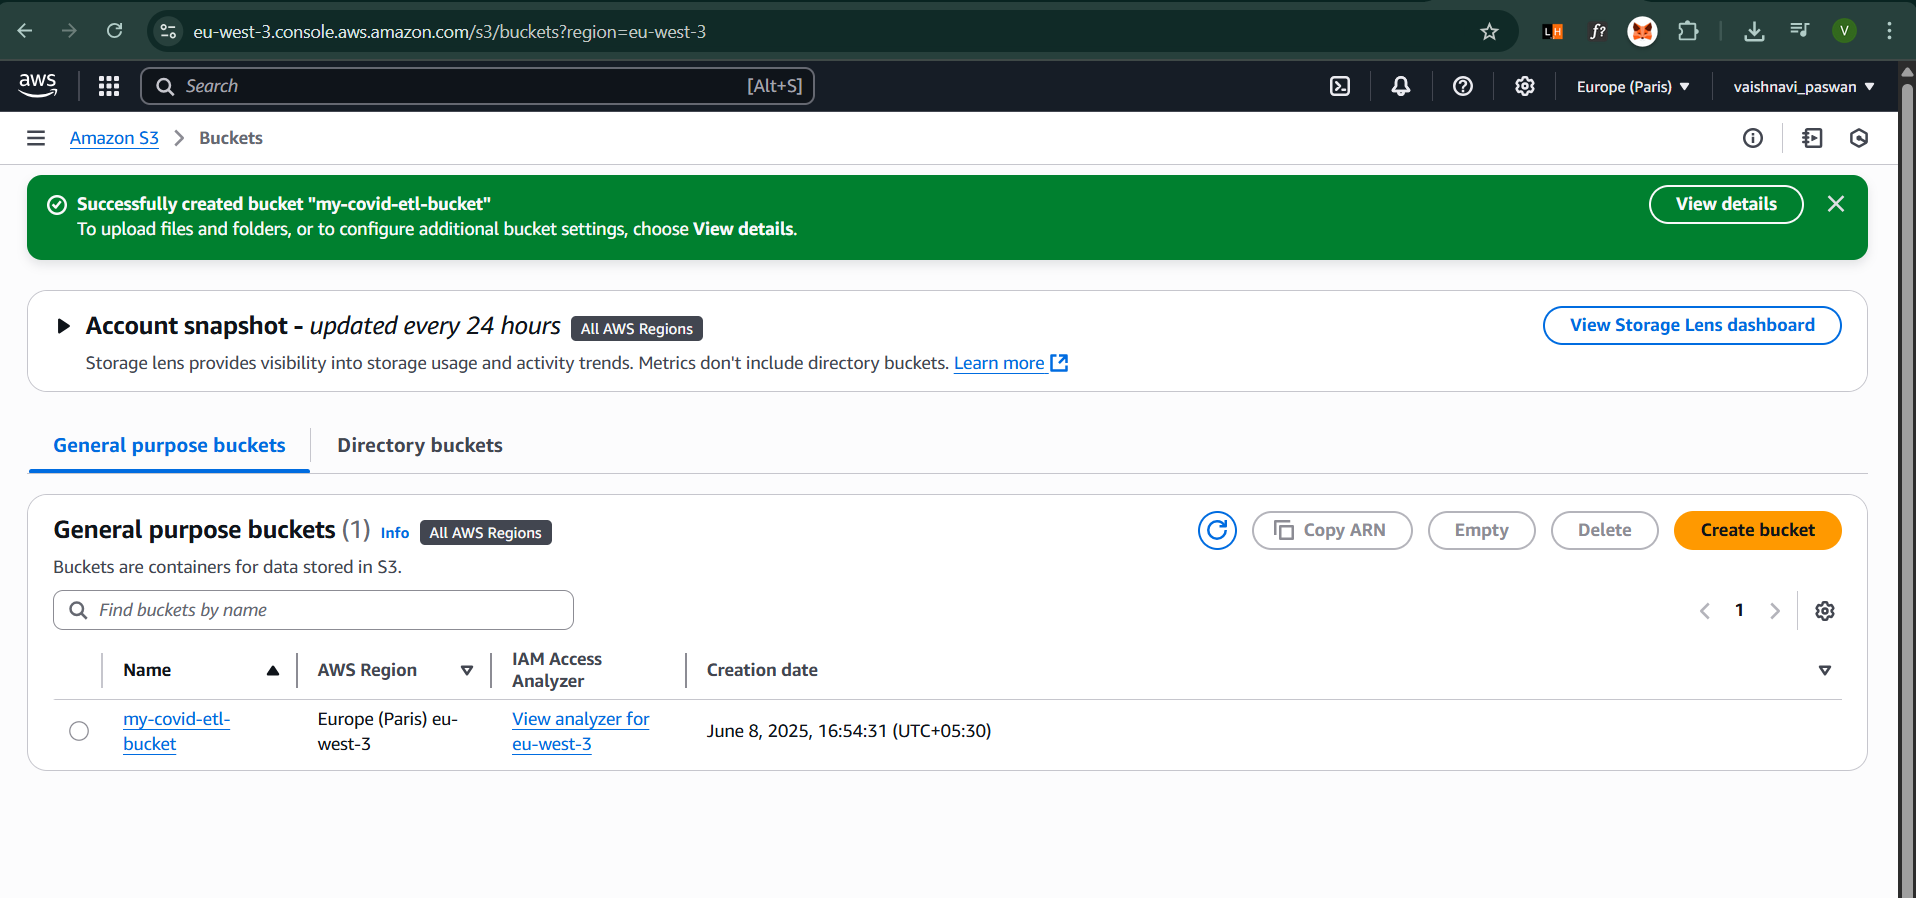 eu-west-3.console.aws.amazon.com/s3/buckets?region=eu-west-3
LH
f?
V
aws
Search
[Alt+S]
Europe (Paris)
vaishnavi_paswan
Amazon S3
Buckets
Successfully created bucket "my-covid-etl-bucket"
To upload files and folders, or to configure additional bucket settings, choose View details.
View details
Account snapshot - updated every 24 hours
All AWS Regions
View Storage Lens dashboard
Storage lens provides visibility into storage usage and activity trends. Metrics don't include directory buckets. Learn more
General purpose buckets
Directory buckets
General purpose buckets (1)
Info
All AWS Regions
Copy ARN
Empty
Delete
Create bucket
Buckets are containers for data stored in S3.
Find buckets by name
1
Name
AWS Region
IAM Access
Analyzer
Creation date
my-covid-etl-
bucket
Europe (Paris) eu-
west-3
View analyzer for
eu-west-3
June 8, 2025, 16:54:31 (UTC+05:30)